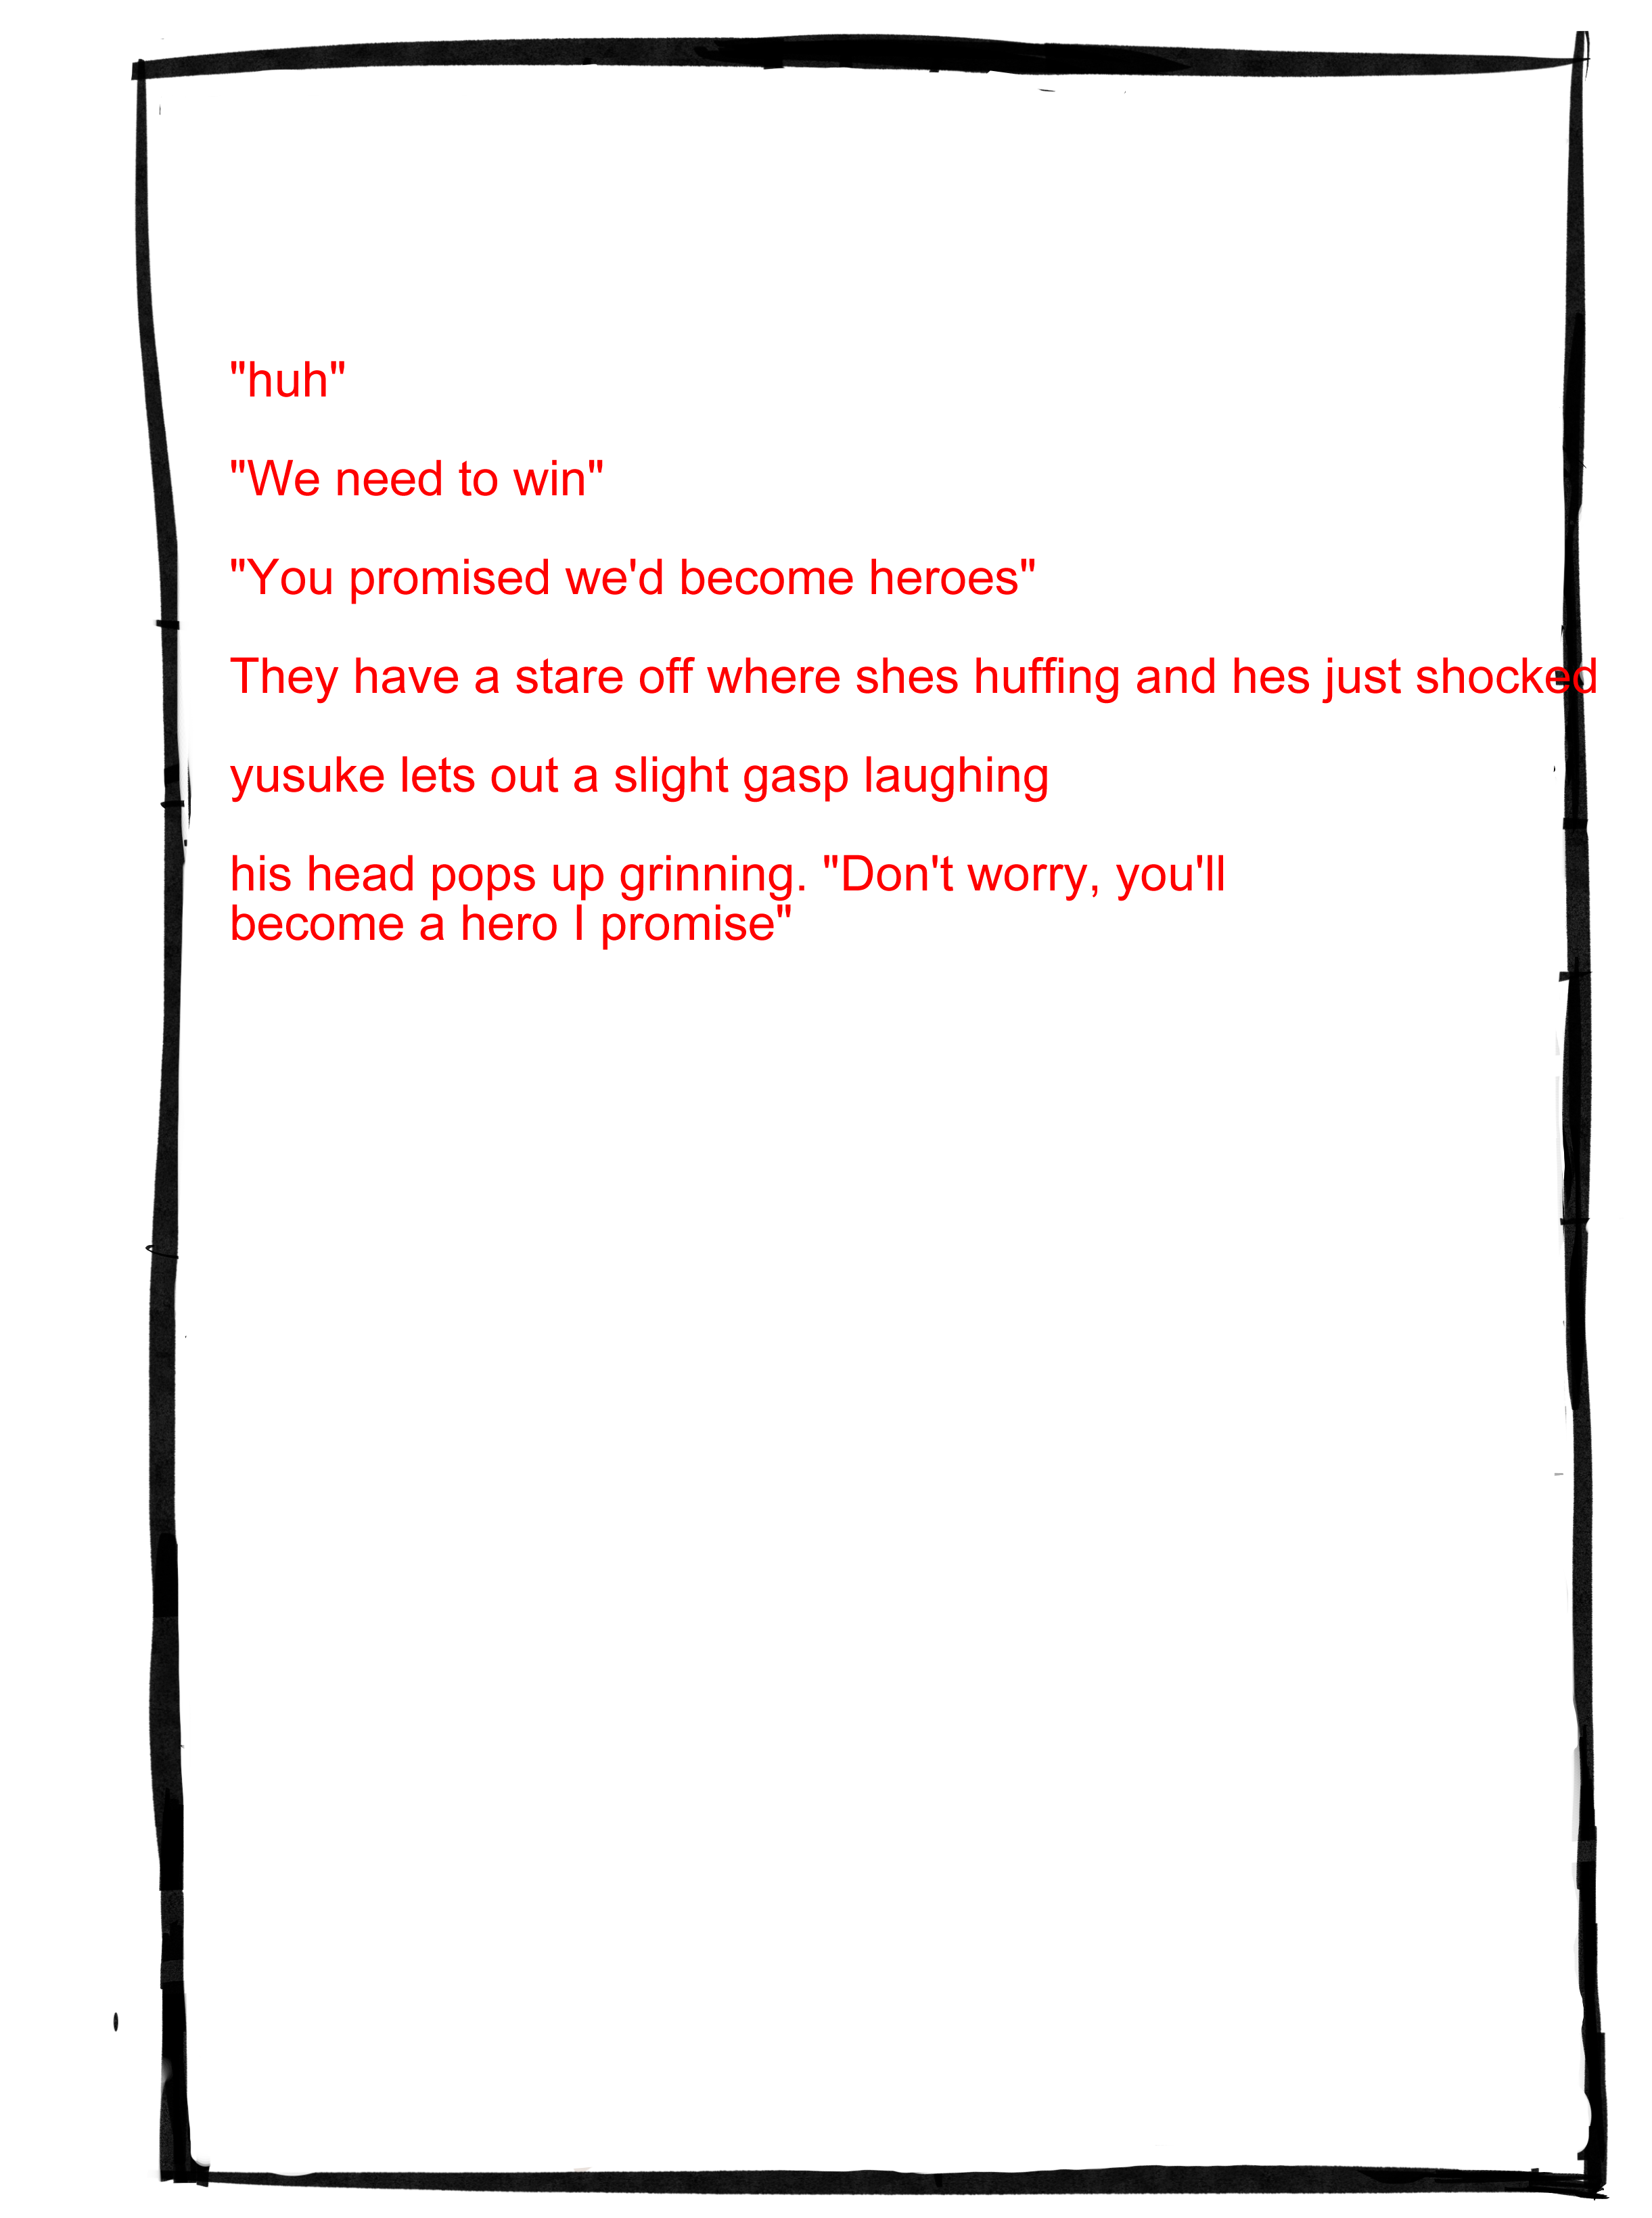 "huh"
"We need to win"
"You promised we'd become heroes"
They have a stare off where shes huffing and hes just shocked
yusuke lets out a slight gasp laughing
his head pops up grinning. "Don't worry, you'll
become a hero I promise"